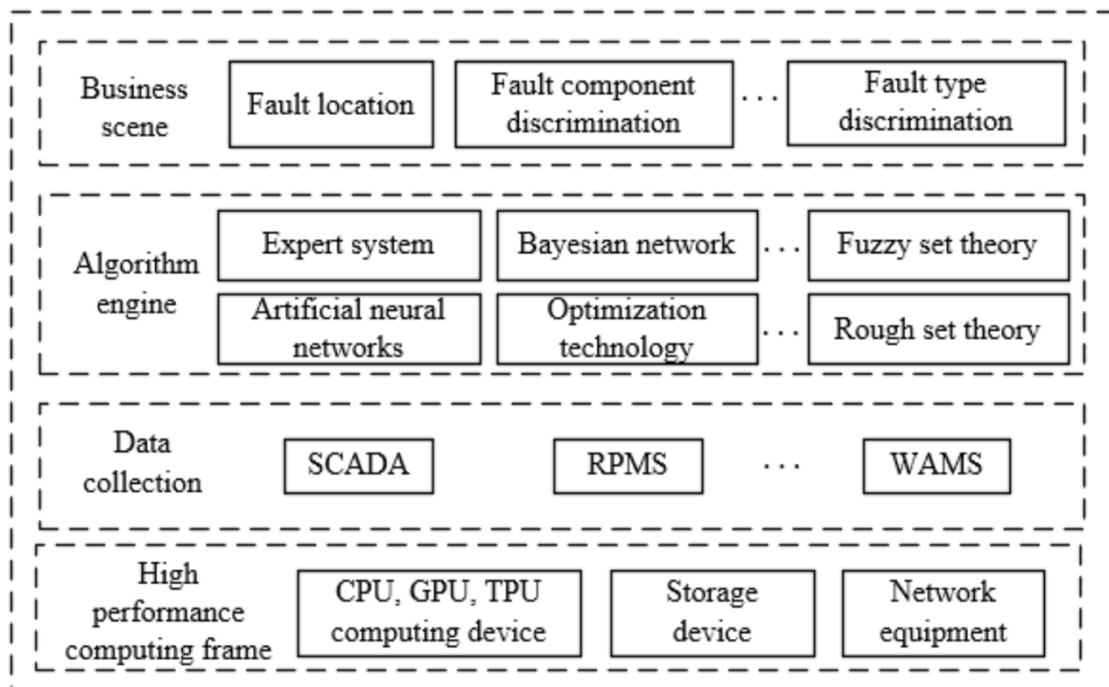 Business
scene
Fault location
Fault component
discrimination
...
Fault type
discrimination
Algorithm
engine
Expert system
Bayesian network
...
Fuzzy set theory
Artificial neural
networks
Optimization
technology
...
Rough set theory
Data
collection
SCADA
RPMS
...
WAMS
High
performance
computing frame
CPU, GPU, TPU
computing device
Storage
device
Network
equipment